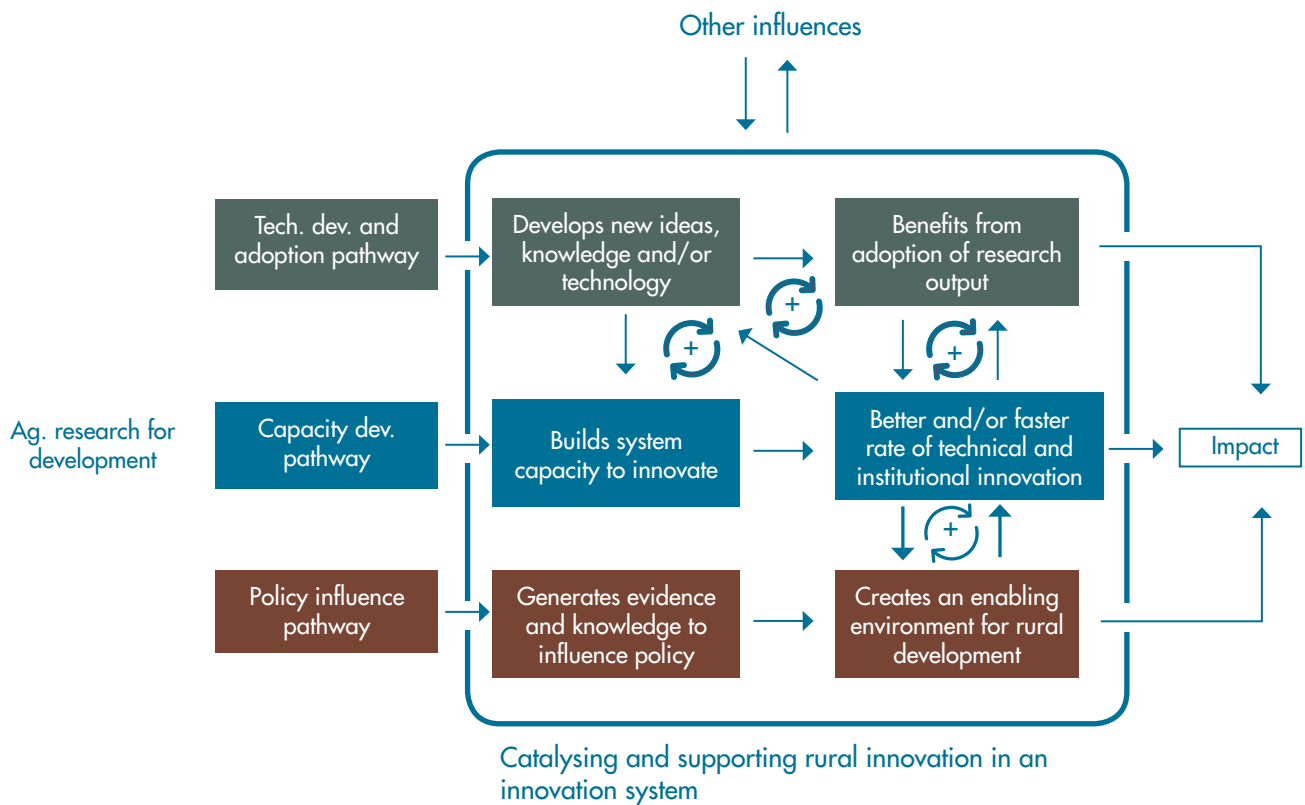 Other influences
Tech. dev. and
adoption pathway
Develops new ideas,
knowledge and/or
technology
Benefits from
adoption of research
output
+
+
+
Ag. research for
development
Capacity dev.
pathway
Builds system
capacity to innovate
Better and/or faster
rate of technical and
institutional innovation
Impact
+
Policy influence
pathway
Generates evidence
and knowledge to
influence policy
Creates an enabling
environment for rural
development
Catalysing and supporting rural innovation in an
innovation system